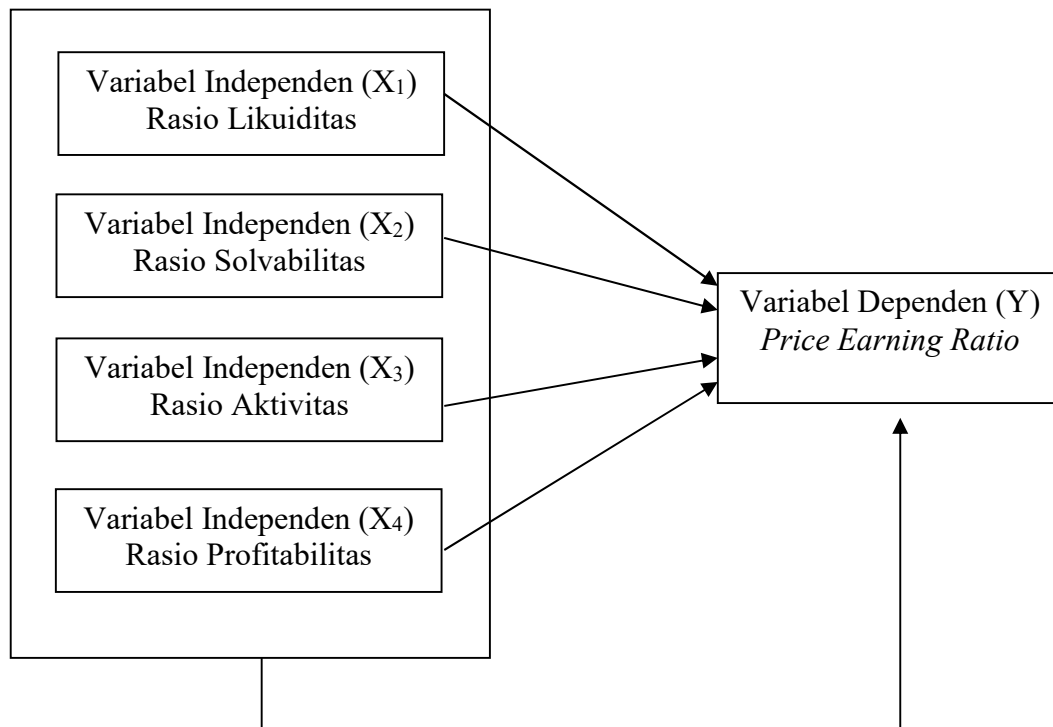 Variabel Independen (X₁)
Rasio Likuiditas
Variabel Independen (X₂)
Rasio Solvabilitas
Variabel Independen (X₃)
Rasio Aktivitas
Variabel Independen (X₄)
Rasio Profitabilitas
Variabel Dependen (Y)
Price Earning Ratio